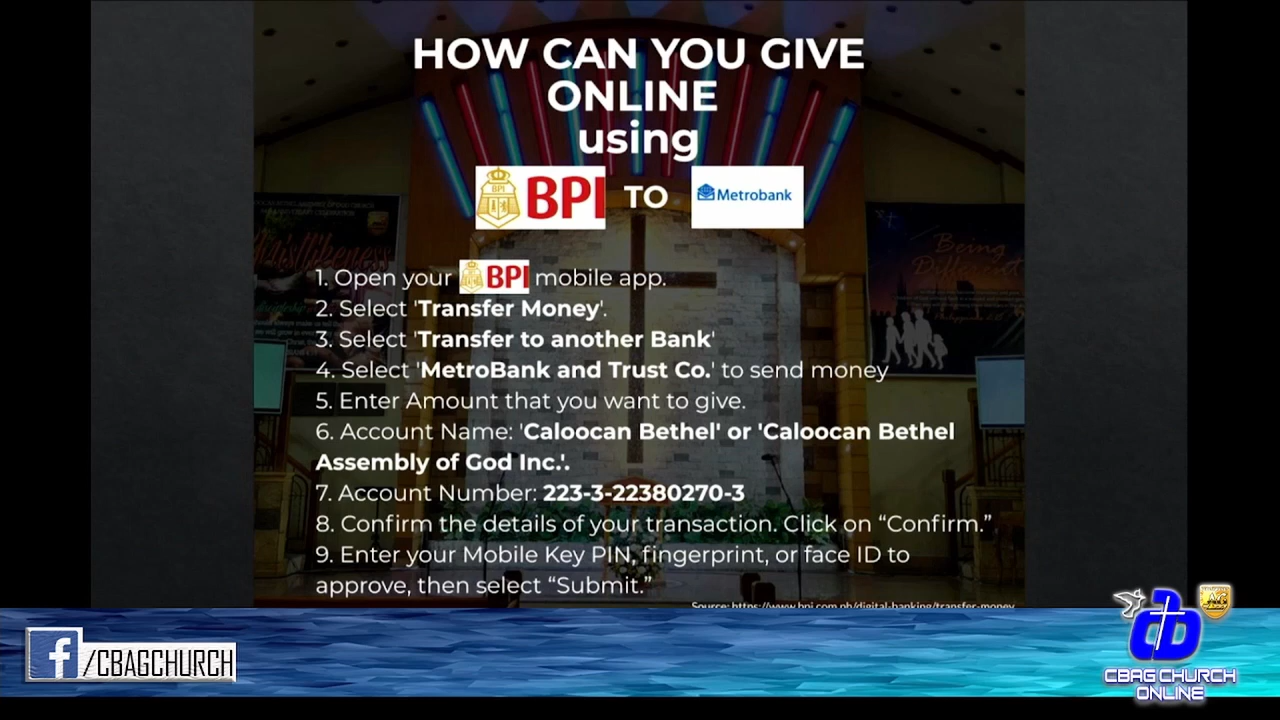 HOW CAN YOU GIVE
ONLINE
using
BPI BPI TO Metrobank
1. Open your BPI mobile app.
2. Select 'Transfer Money'.
3. Select 'Transfer to another Bank'
4. Select 'MetroBank and Trust Co.' to send money
5. Enter Amount that you want to give.
6. Account Name: 'Caloocan Bethel' or 'Caloocan Bethel
Assembly of God Inc.'.
7. Account Number: 223-3-22380270-3
8. Confirm the details of your transaction. Click on “Confirm.”
9. Enter your Mobile Key PIN, fingerprint, or face ID to
approve, then select “Submit.”
Source: https://www.bpi.com.ph/digital-banking/transfer-money
Being
f/CBAGCHURCH
CBAG CHURCH
ONLINE